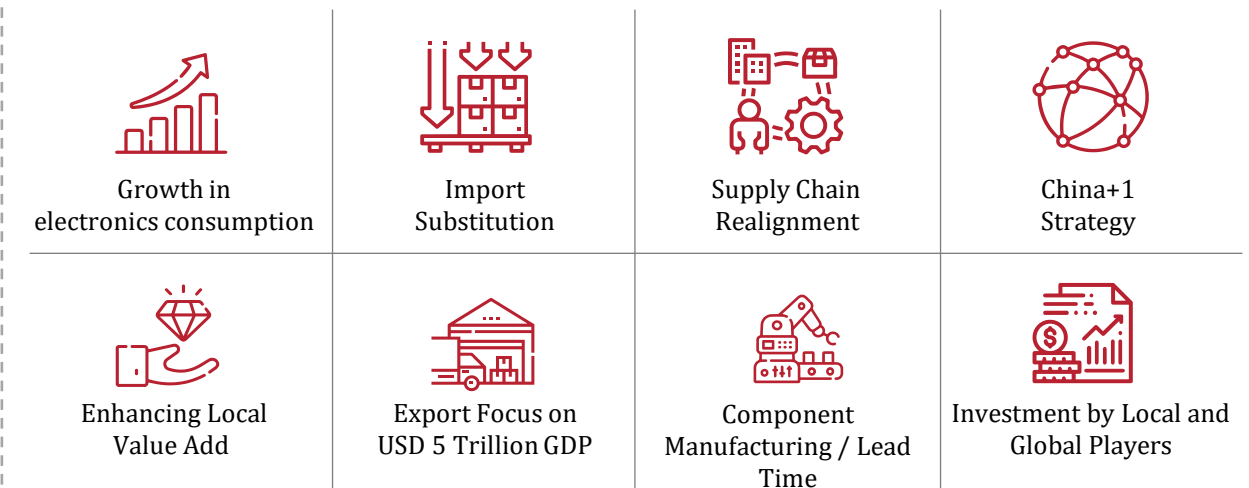 Growth in
electronics consumption
Import
Substitution
Supply Chain
Realignment
China+1
Strategy
Enhancing Local
Value Add
Export Focus on
USD 5 Trillion GDP
Component
Manufacturing / Lead
Time
Investment by Local and
Global Players